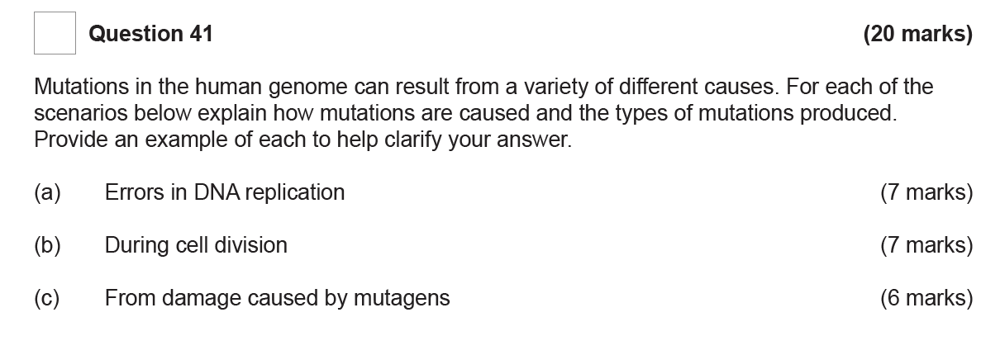 Question 41 (20 marks)
Mutations in the human genome can result from a variety of different causes. For each of the
scenarios below explain how mutations are caused and the types of mutations produced.
Provide an example of each to help clarify your answer.
(a) Errors in DNA replication (7 marks)
(b) During cell division (7 marks)
(c) From damage caused by mutagens (6 marks)